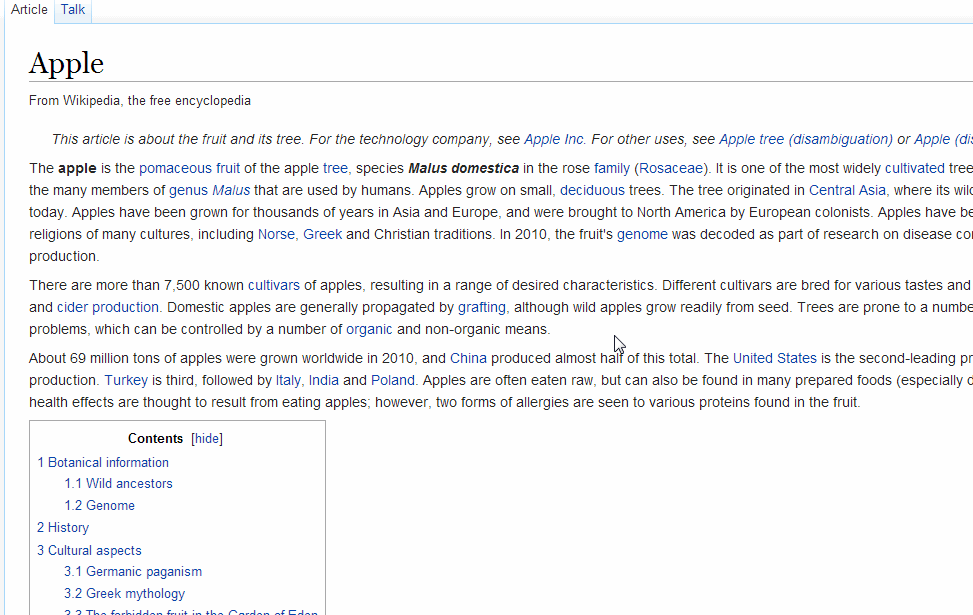 Article Talk
Apple
From Wikipedia, the free encyclopedia
This article is about the fruit and its tree. For the technology company, see Apple Inc. For other uses, see Apple tree (disambiguation) or Apple (dis
The apple is the pomaceous fruit of the apple tree, species Malus domestica in the rose family (Rosaceae). It is one of the most widely cultivated tree
the many members of genus Malus that are used by humans. Apples grow on small, deciduous trees. The tree originated in Central Asia, where its wild
today. Apples have been grown for thousands of years in Asia and Europe, and were brought to North America by European colonists. Apples have be
religions of many cultures, including Norse, Greek and Christian traditions. In 2010, the fruit's genome was decoded as part of research on disease con
production.
There are more than 7,500 known cultivars of apples, resulting in a range of desired characteristics. Different cultivars are bred for various tastes and
and cider production. Domestic apples are generally propagated by grafting, although wild apples grow readily from seed. Trees are prone to a numbe
problems, which can be controlled by a number of organic and non-organic means.
About 69 million tons of apples were grown worldwide in 2010, and China produced almost half of this total. The United States is the second-leading pr
production. Turkey is third, followed by Italy, India and Poland. Apples are often eaten raw, but can also be found in many prepared foods (especially d
health effects are thought to result from eating apples; however, two forms of allergies are seen to various proteins found in the fruit.
Contents [hide]
1 Botanical information
1.1 Wild ancestors
1.2 Genome
2 History
3 Cultural aspects
3.1 Germanic paganism
3.2 Greek mythology
3.3 The forbidden fruit in the Garden of Eden